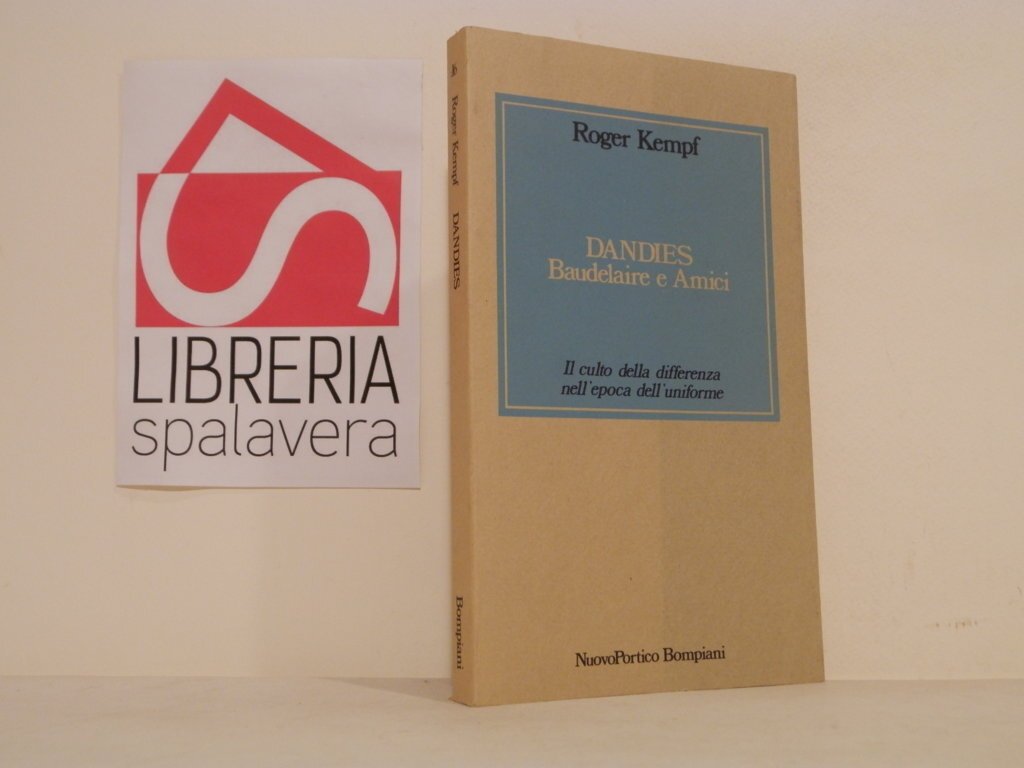 LIBRERIA
spalavera
Roger Kempf
DANDIES
Bompiani
Roger Kempf
DANDIES
Baudelaire e Amici
Il culto della differenza
nell'epoca dell'uniforme
NuovoPortico Bompiani